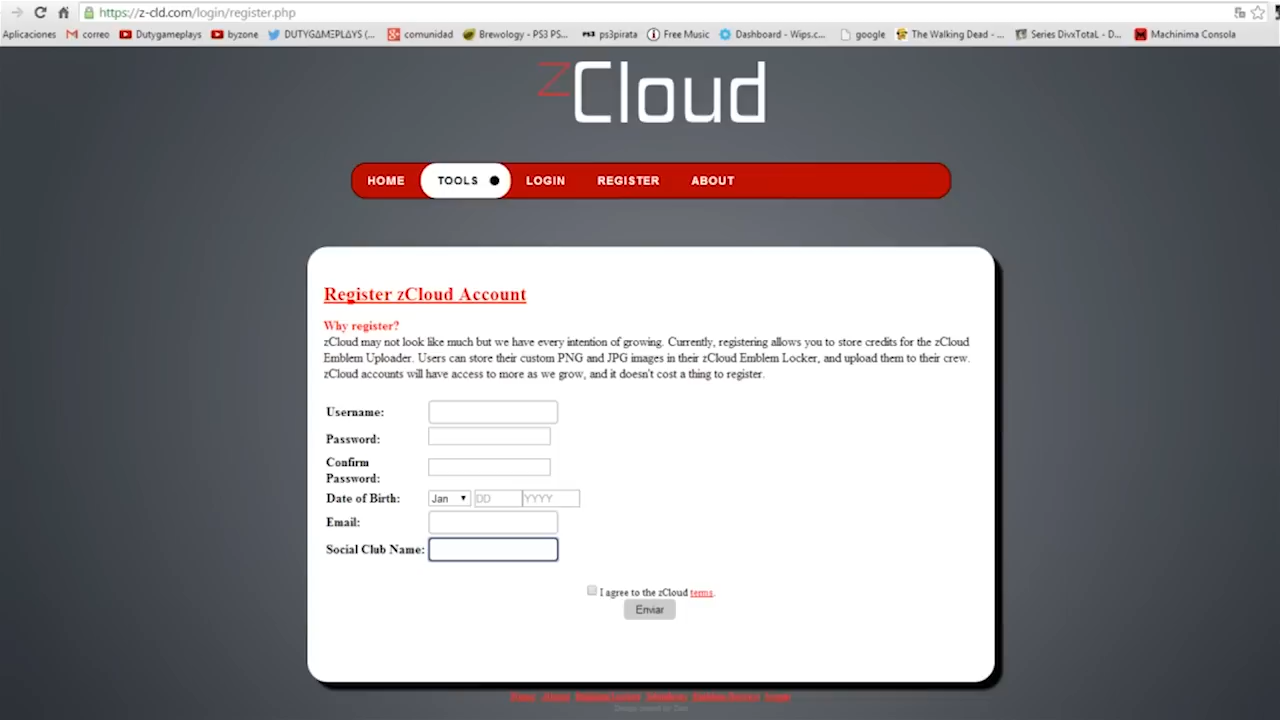 https://z-cld.com/login/register.php
Aplicaciones correo Dutygameplays byzone DUTYGΔMΞPLΔYS (... comunidad Brewology - PS3 PS... ps3pirata Free Music Dashboard - Wips.c... google The Walking Dead - ... Series DivxTotaL - D... Machinima Consola
zCloud
HOME TOOLS LOGIN REGISTER ABOUT
Register zCloud Account
Why register?
zCloud may not look like much but we have every intention of growing. Currently, registering allows you to store credits for the zCloud
Emblem Uploader. Users can store their custom PNG and JPG images in their zCloud Emblem Locker, and upload them to their crew.
zCloud accounts will have access to more as we grow, and it doesn't cost a thing to register.
Username:
Password:
Confirm
Password:
Date of Birth: Jan DD YYYY
Email:
Social Club Name:
I agree to the zCloud terms.
Enviar